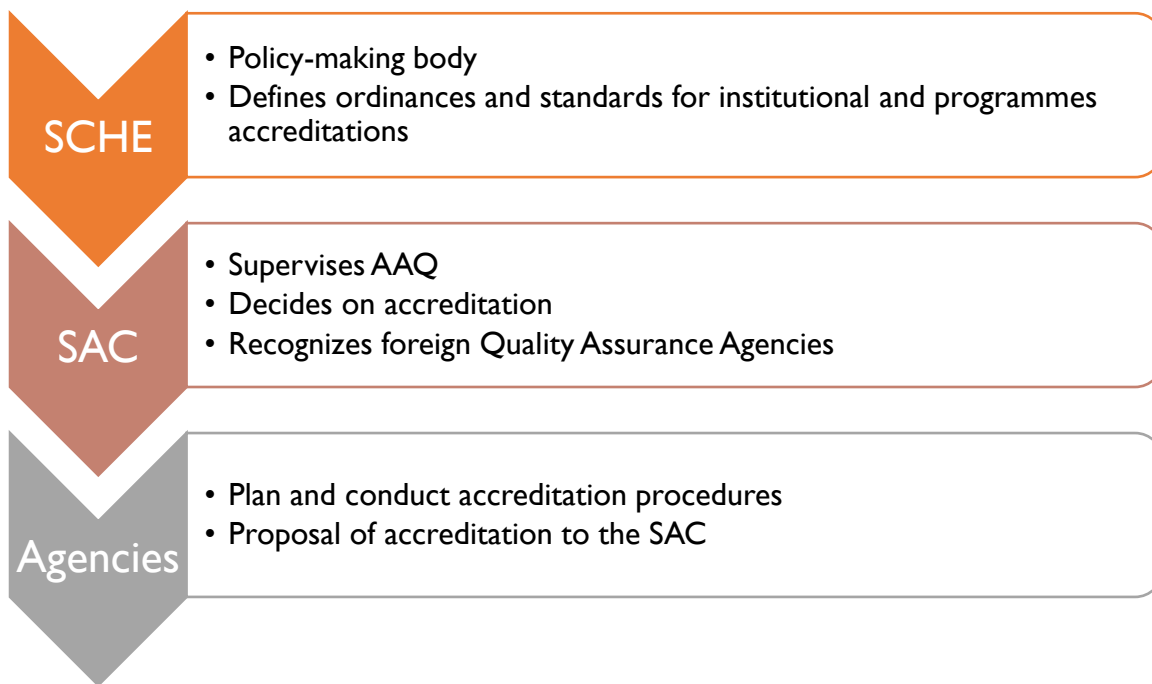 SCHE
• Policy-making body
• Defines ordinances and standards for institutional and programmes
accreditations
SAC
• Supervises AAQ
• Decides on accreditation
• Recognizes foreign Quality Assurance Agencies
Agencies
• Plan and conduct accreditation procedures
• Proposal of accreditation to the SAC